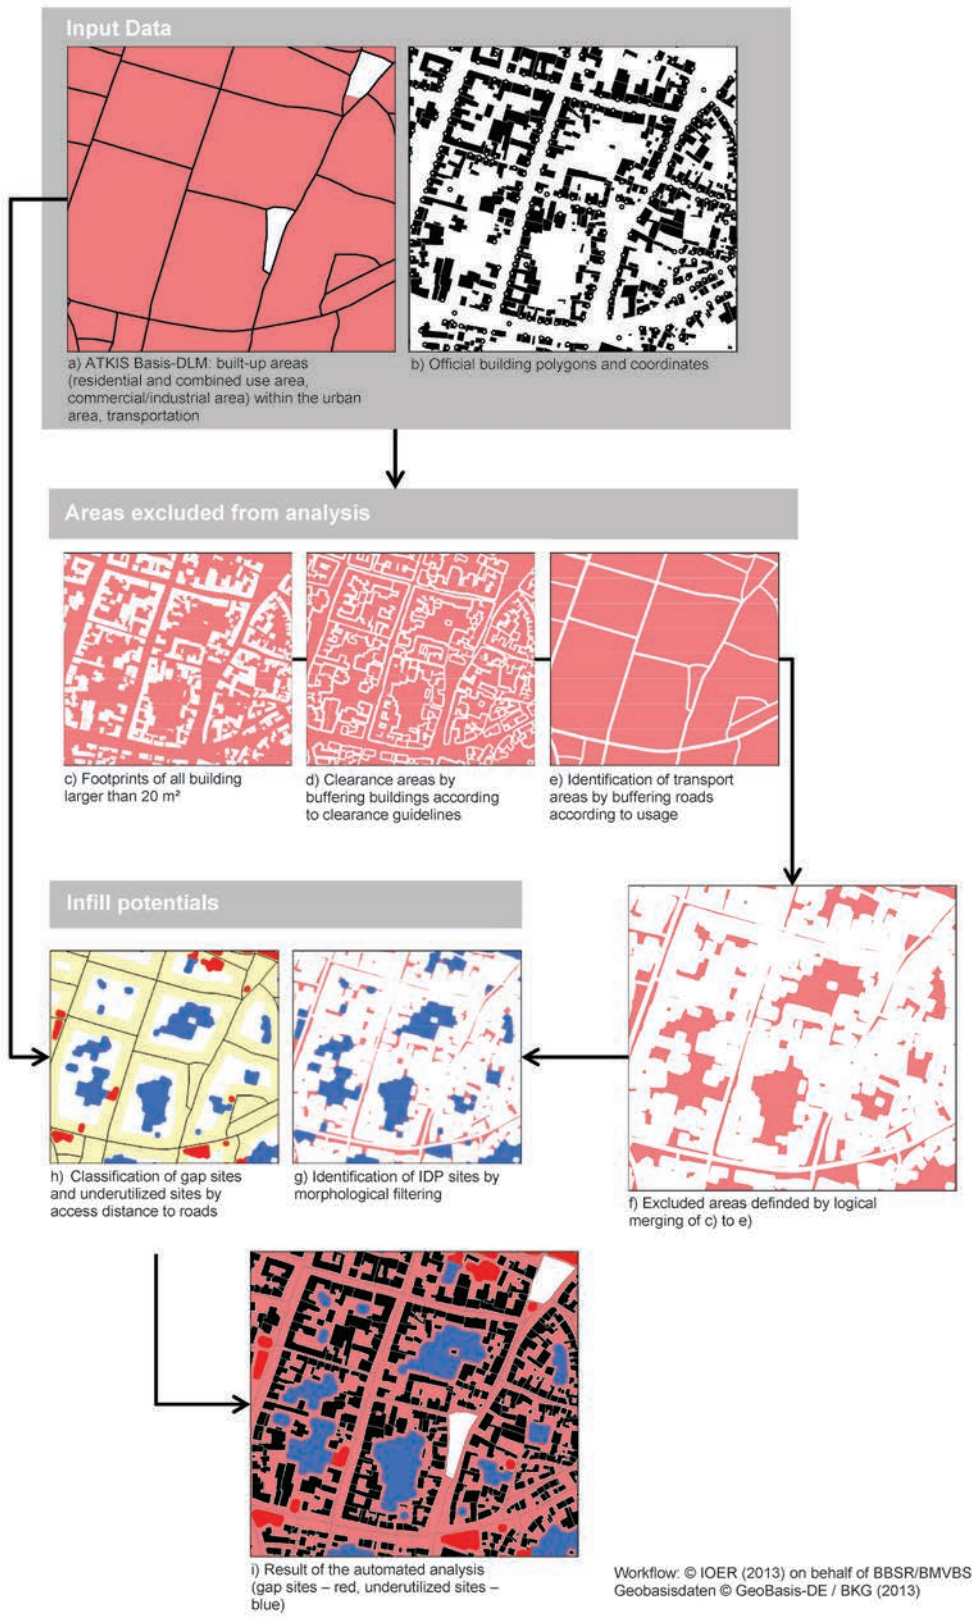 Input Data
a) ATKIS Basis-DLM: built-up areas
(residential and combined use area,
commercial/industrial area) within the urban
area, transportation
b) Official building polygons and coordinates
Areas excluded from analysis
c) Footprints of all building
larger than 20 m²
d) Clearance areas by
buffering buildings according
to clearance guidelines
e) Identification of transport
areas by buffering roads
according to usage
Infill potentials
h) Classification of gap sites
and underutilized sites by
access distance to roads
g) Identification of IDP sites by
morphological filtering
f) Excluded areas definded by logical
merging of c) to e)
i) Result of the automated analysis
(gap sites – red, underutilized sites –
blue)
Workflow: © IOER (2013) on behalf of BBSR/BMVBS
Geobasisdaten © GeoBasis-DE / BKG (2013)